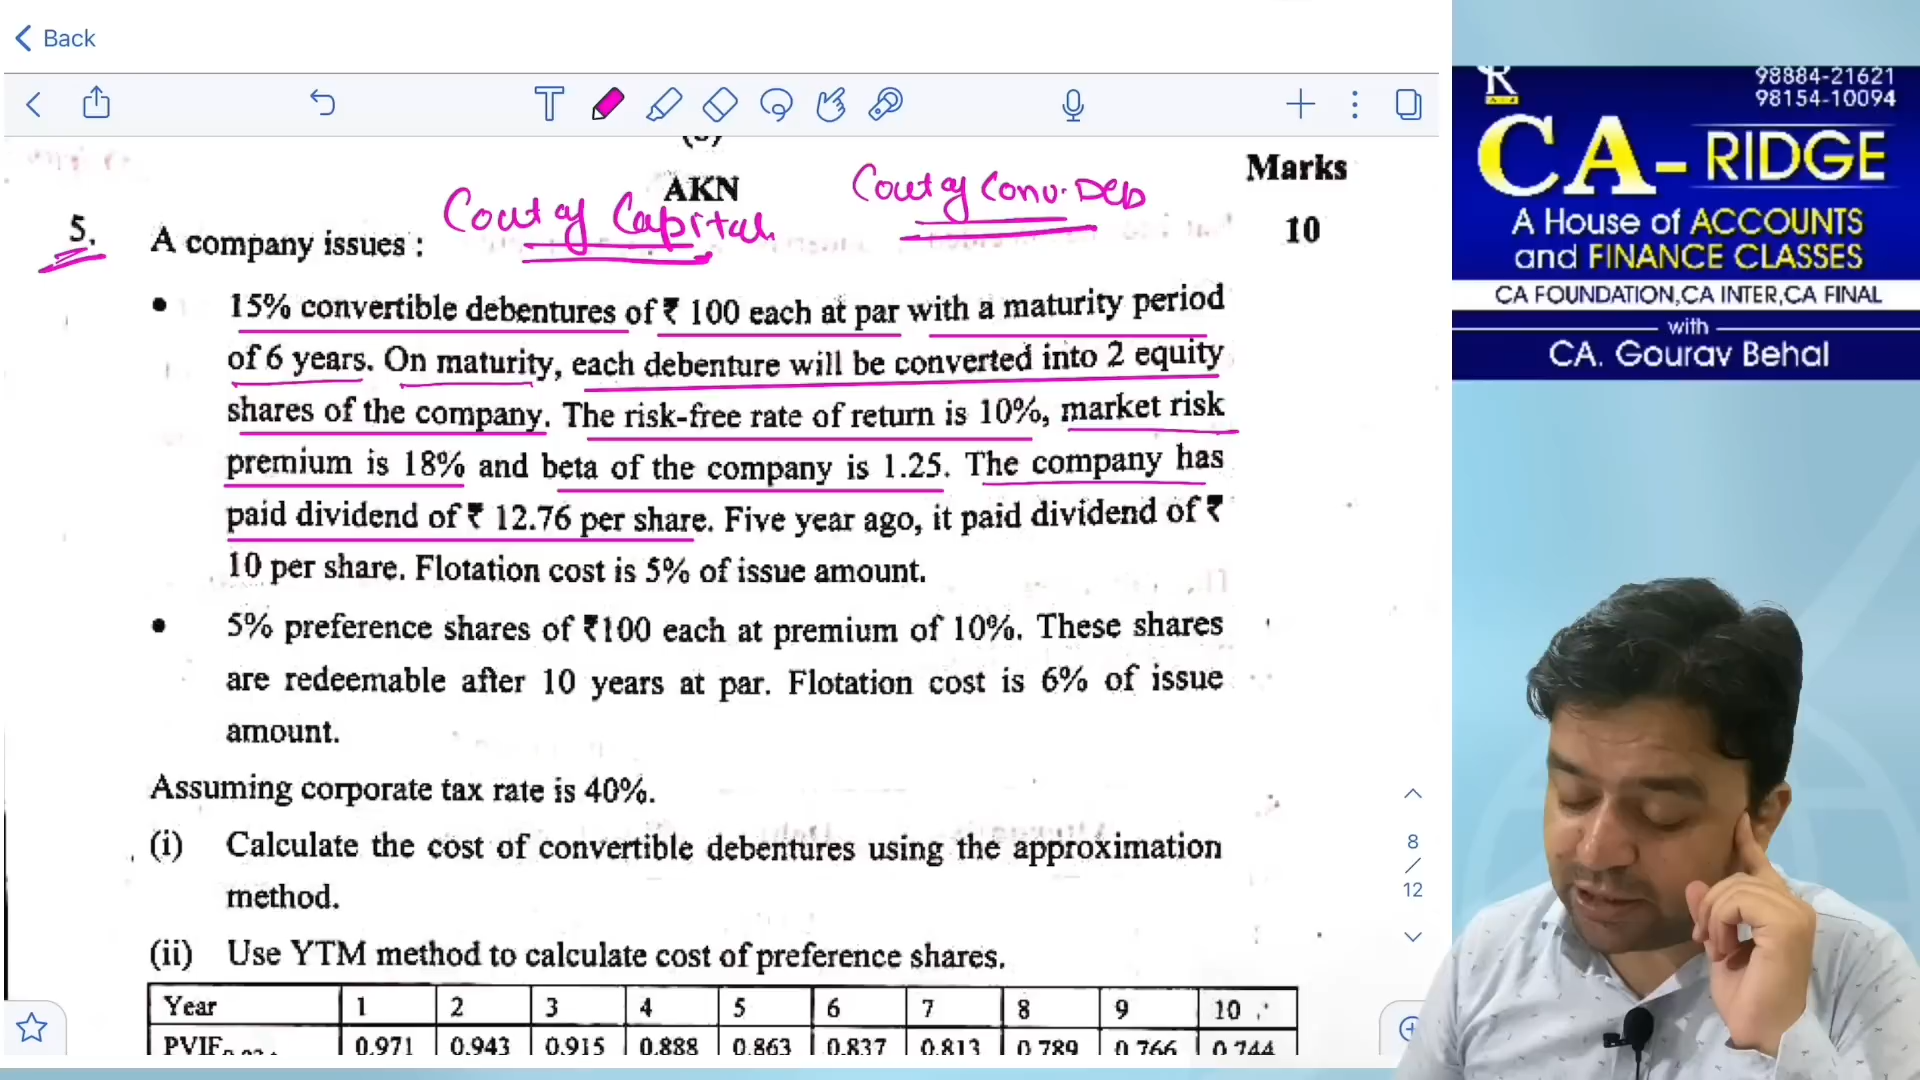 Back
AKN
Marks
Cost of Capital
Cost of Conv. Deb
5.
A company issues :
10
• 15% convertible debentures of ₹ 100 each at par with a maturity period
of 6 years. On maturity, each debenture will be converted into 2 equity
shares of the company. The risk-free rate of return is 10%, market risk
premium is 18% and beta of the company is 1.25. The company has
paid dividend of ₹ 12.76 per share. Five year ago, it paid dividend of ₹
10 per share. Flotation cost is 5% of issue amount.
• 5% preference shares of ₹100 each at premium of 10%. These shares
are redeemable after 10 years at par. Flotation cost is 6% of issue
amount.
Assuming corporate tax rate is 40%.
(i) Calculate the cost of convertible debentures using the approximation
method.
(ii) Use YTM method to calculate cost of preference shares.
Year 1 2 3 4 5 6 7 8 9 10
0.971 0.943 0.915 0.888 0.863 0.837 0.813 0.789 0.766 0.744
8
/
12
98884-21621
98154-10094
CA- RIDGE
A House of ACCOUNTS
and FINANCE CLASSES
CA FOUNDATION,CA INTER,CA FINAL
with
CA. Gourav Behal